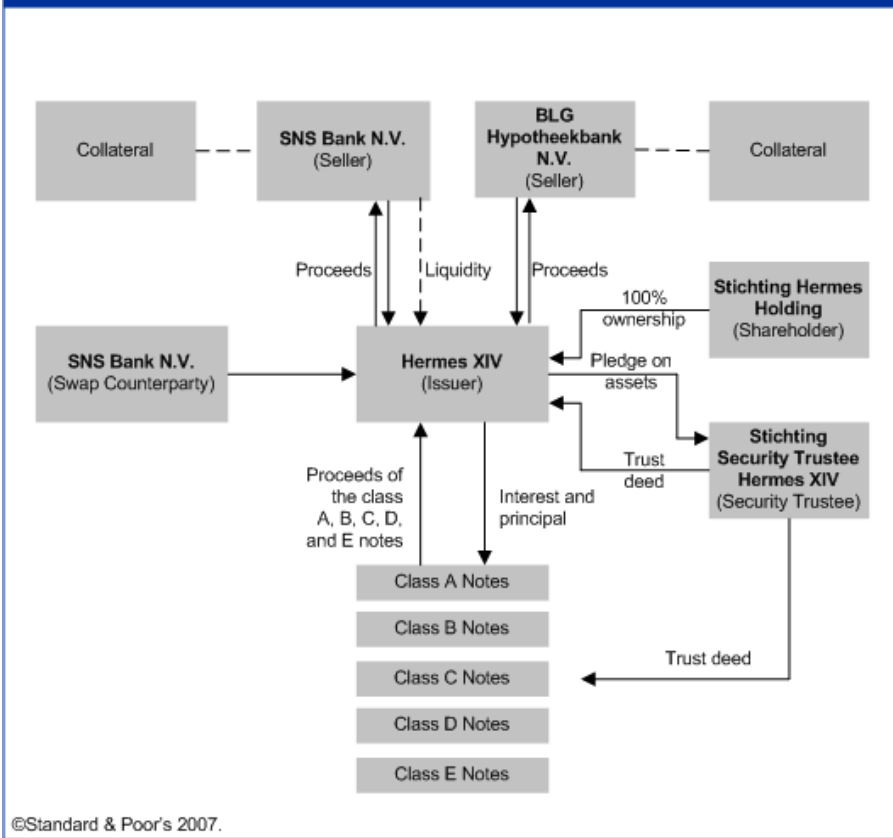 Collateral
SNS Bank N.V.
(Seller)
BLG
Hypotheekbank
N.V.
(Seller)
Collateral
Proceeds
Liquidity
Proceeds
100%
ownership
Stichting Hermes
Holding
(Shareholder)
SNS Bank N.V.
(Swap Counterparty)
Hermes XIV
(Issuer)
Pledge on
assets
Trust
deed
Stichting
Security Trustee
Hermes XIV
(Security Trustee)
Proceeds of
the class
A, B, C, D,
and E notes
Interest and
principal
Class A Notes
Class B Notes
Class C Notes
Trust deed
Class D Notes
Class E Notes
©Standard & Poor's 2007.